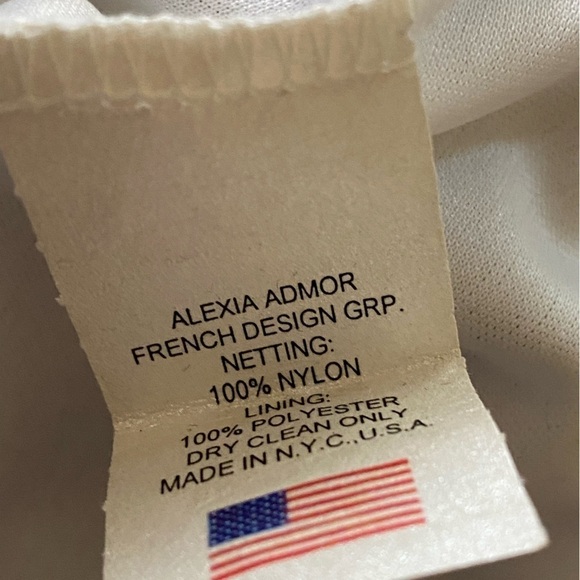 ALEXIA ADMOR
FRENCH DESIGN GRP.
NETTING:
100% NYLON
LINING:
100% POLYESTER
DRY CLEAN ONLY
MADE IN N.Y.C., U.S.A.